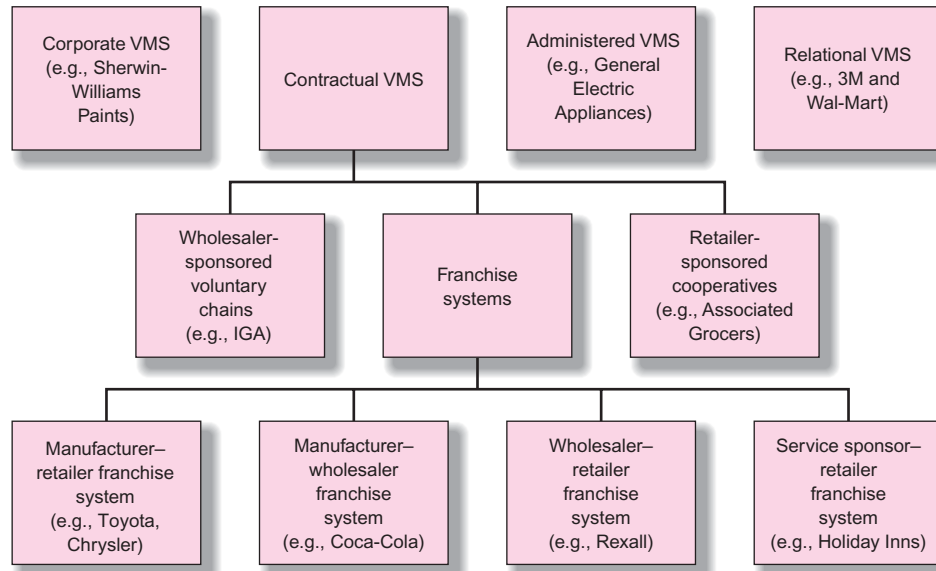 Corporate VMS
(e.g., Sherwin-
Williams
Paints)
Contractual VMS
Administered VMS
(e.g., General
Electric
Appliances)
Relational VMS
(e.g., 3M and
Wal-Mart)
Wholesaler-
sponsored
voluntary
chains
(e.g., IGA)
Franchise
systems
Retailer-
sponsored
cooperatives
(e.g., Associated
Grocers)
Manufacturer–
retailer franchise
system
(e.g., Toyota,
Chrysler)
Manufacturer–
wholesaler
franchise
system
(e.g., Coca-Cola)
Wholesaler–
retailer
franchise
system
(e.g., Rexall)
Service sponsor–
retailer
franchise
system
(e.g., Holiday Inns)